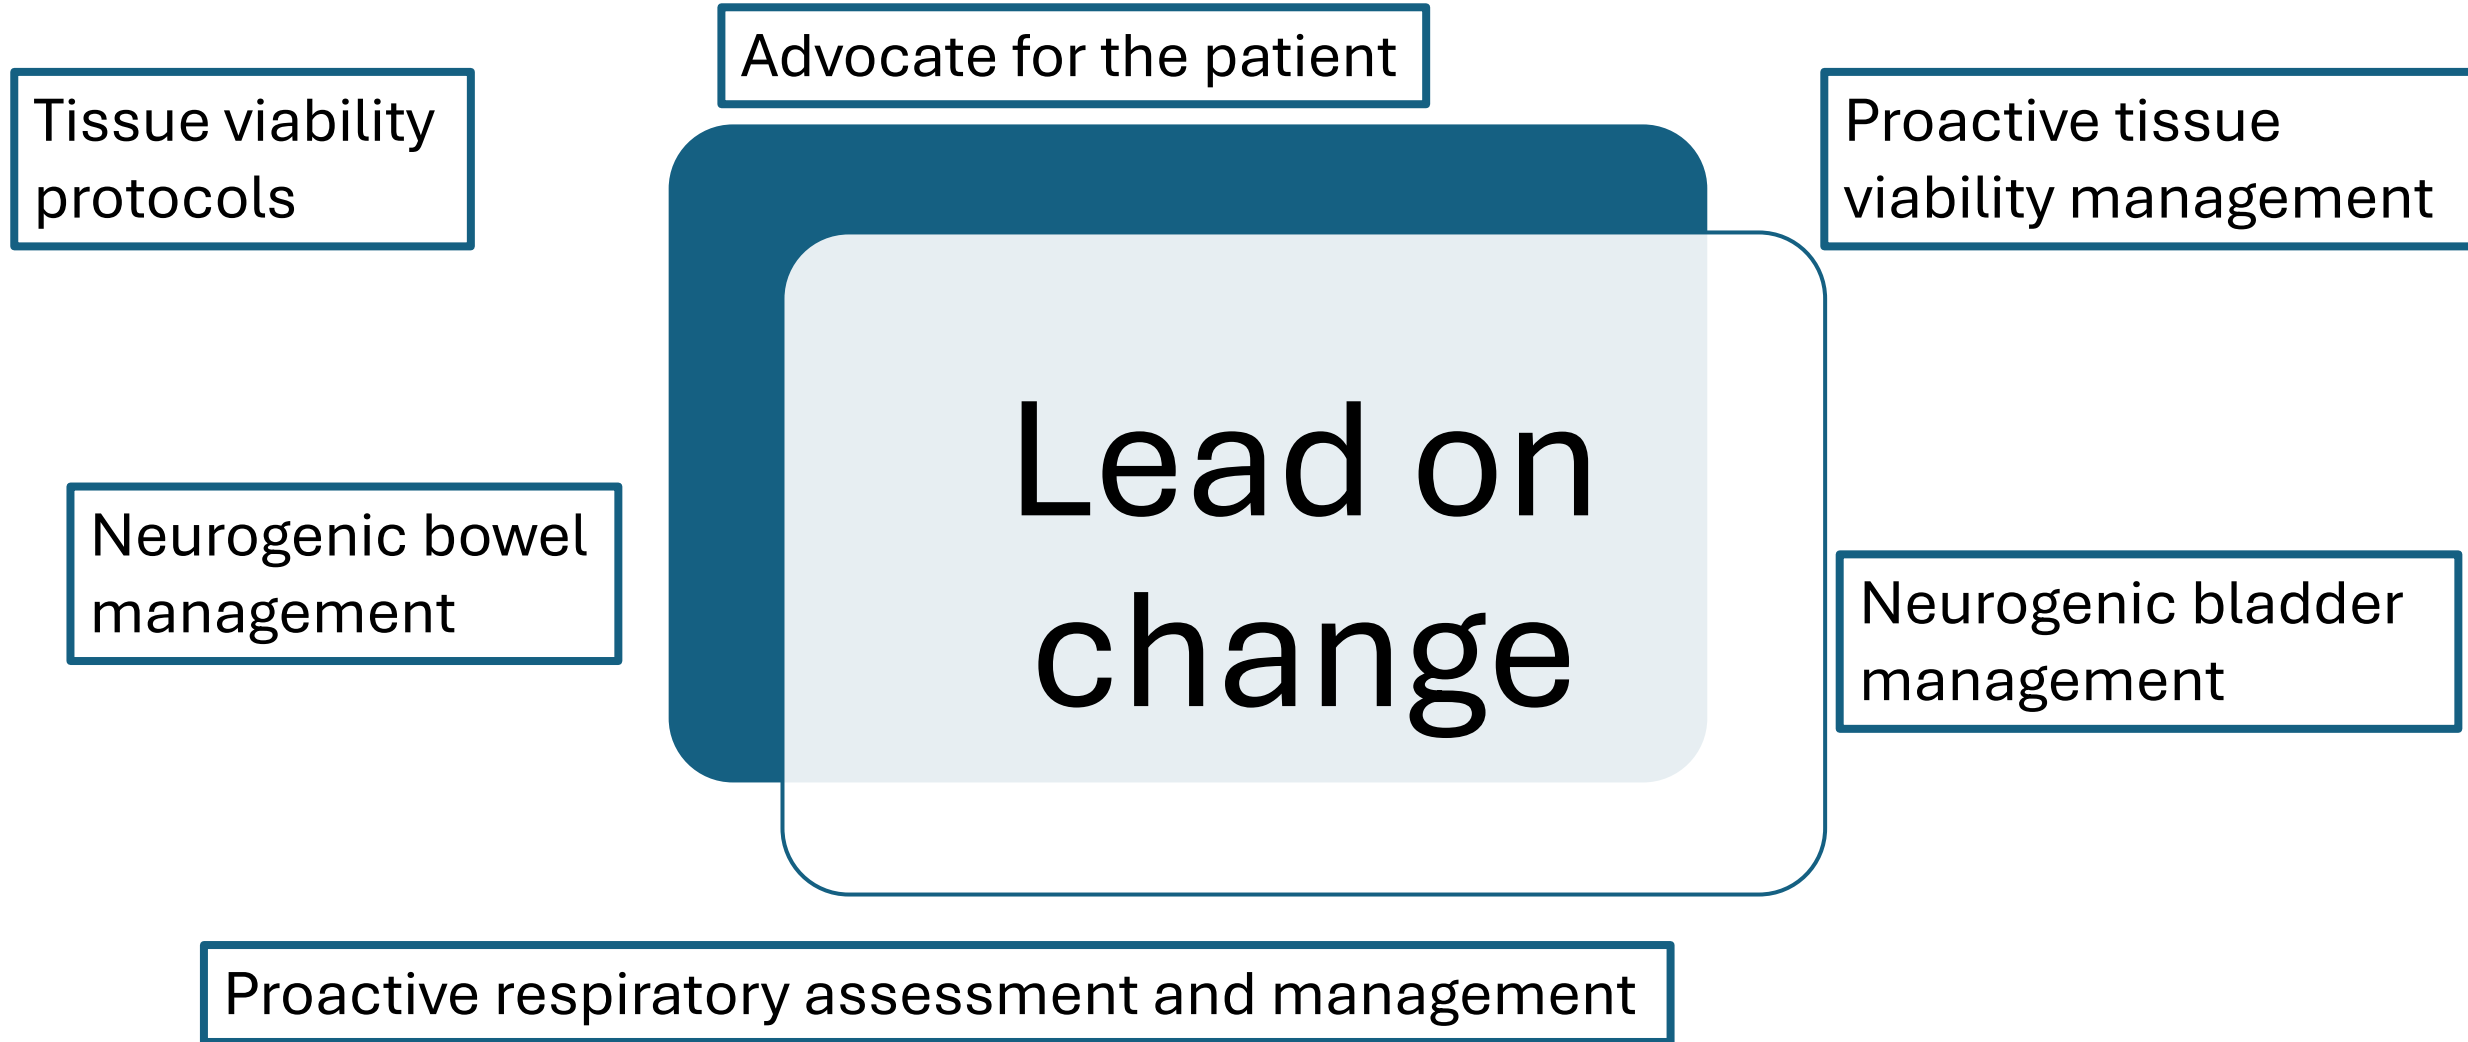 Advocate for the patient
Tissue viability
protocols
Proactive tissue
viability management
Lead on
change
Neurogenic bowel
management
Neurogenic bladder
management
Proactive respiratory assessment and management